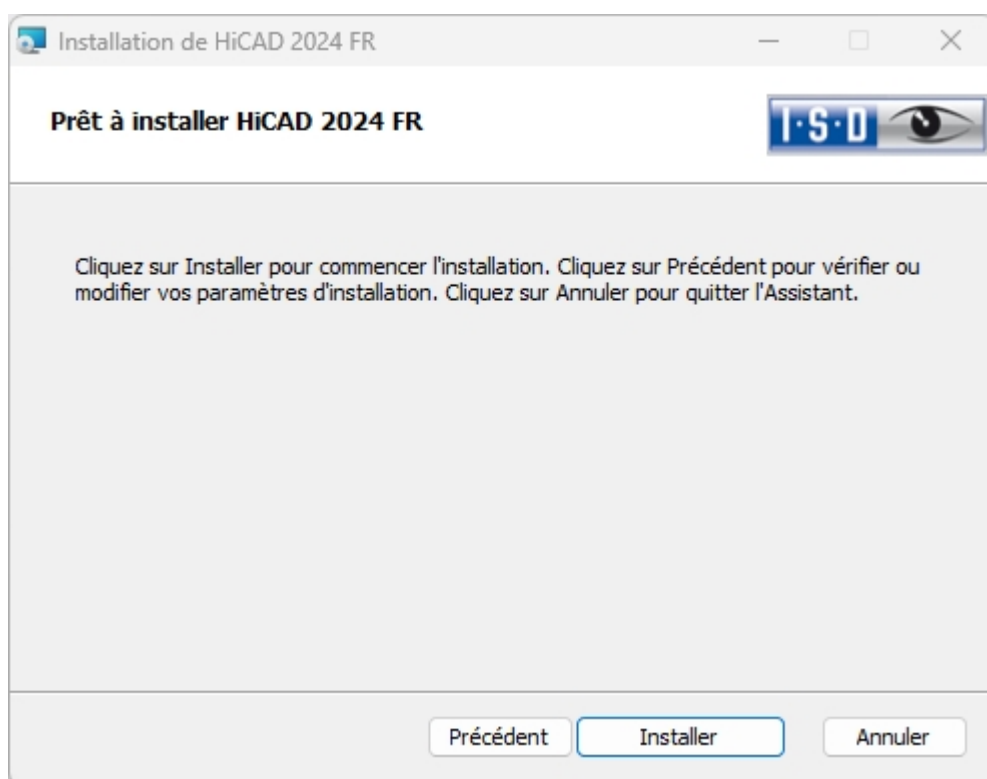 Installation de HiCAD 2024 FR
Prêt à installer HiCAD 2024 FR
I·S·D
Cliquez sur Installer pour commencer l'installation. Cliquez sur Précédent pour vérifier ou
modifier vos paramètres d'installation. Cliquez sur Annuler pour quitter l'Assistant.
Précédent Installer Annuler